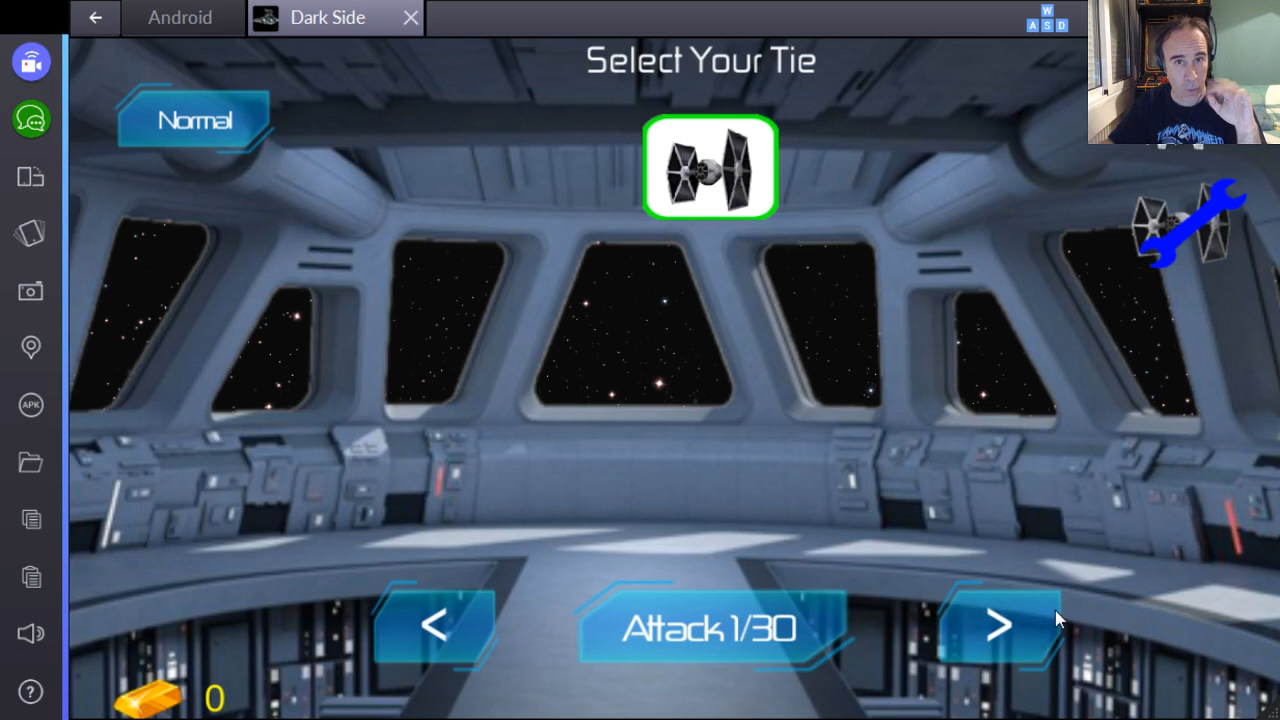 Android
Dark Side
W
A S D
Select Your Tie
Normal
APK
<
Attack 1/30
>
0
?